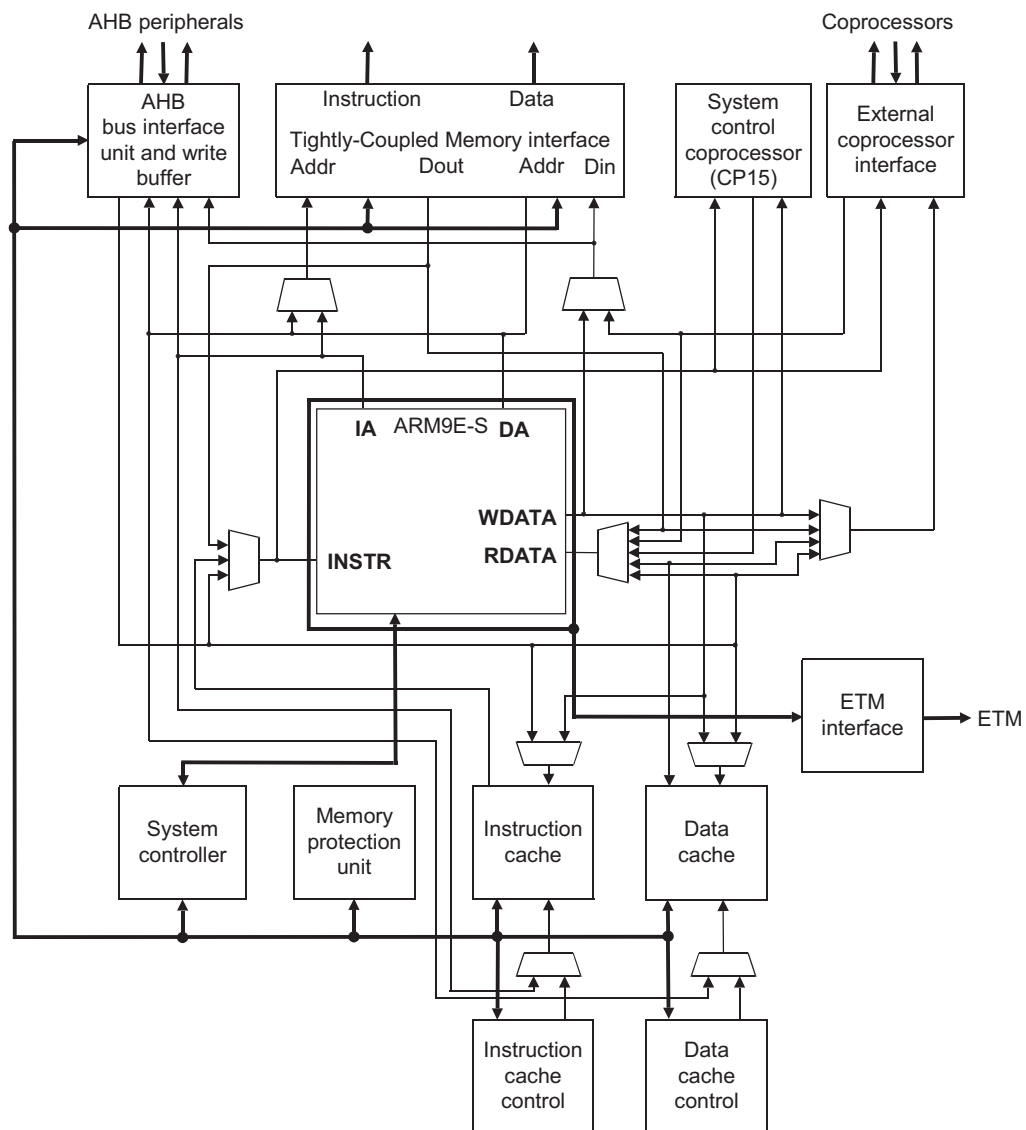 AHB peripherals
Coprocessors
AHB
bus interface
unit and write
buffer
Instruction
Data
Tightly-Coupled Memory interface
Addr
Dout
Addr
Din
System
control
coprocessor
(CP15)
External
coprocessor
interface
IA
ARM9E-S
DA
WDATA
RDATA
INSTR
ETM
interface
ETM
System
controller
Memory
protection
unit
Instruction
cache
Data
cache
Instruction
cache
control
Data
cache
control